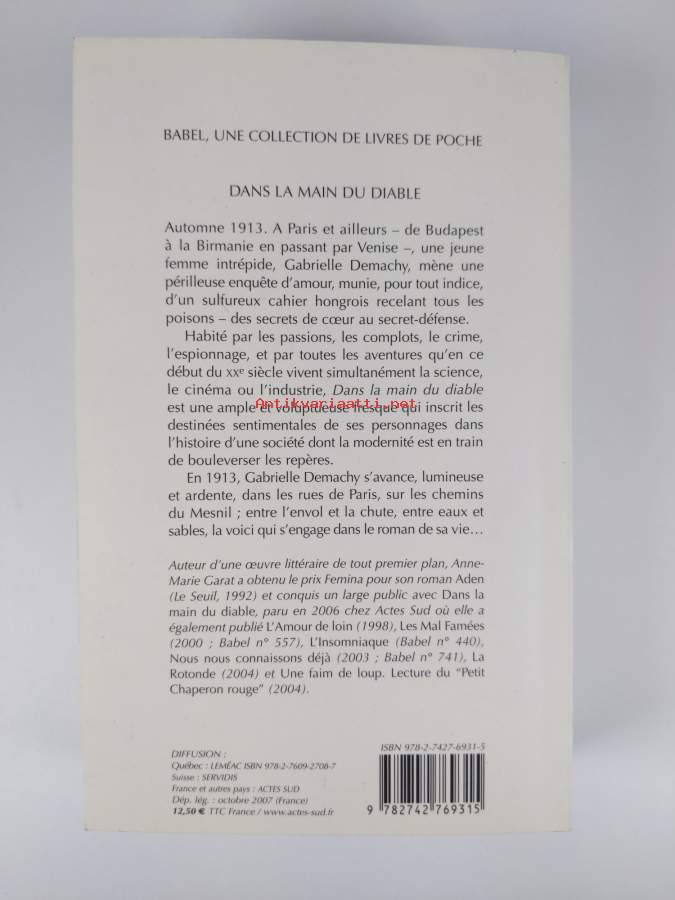 BABEL, UNE COLLECTION DE LIVRES DE POCHE
DANS LA MAIN DU DIABLE
Automne 1913. A Paris et ailleurs – de Budapest
à la Birmanie en passant par Venise –, une jeune
femme intrépide, Gabrielle Demachy, mène une
périlleuse enquête d'amour, munie, pour tout indice,
d'un sulfureux cahier hongrois recelant tous les
poisons – des secrets de cœur au secret-défense.
Habité par les passions, les complots, le crime,
l'espionnage, et par toutes les aventures qu'en ce
début du XXe siècle vivent simultanément la science,
le cinéma ou l'industrie, Dans la main du diable
est une ample et voluptueuse fresque qui inscrit les
Antikvariaatti.net
destinées sentimentales de ses personnages dans
l'histoire d'une société dont la modernité est en train
de bouleverser les repères.
En 1913, Gabrielle Demachy s'avance, lumineuse
et ardente, dans les rues de Paris, sur les chemins
du Mesnil ; entre l'envol et la chute, entre eaux et
sables, la voici qui s'engage dans le roman de sa vie…
Auteur d'une œuvre littéraire de tout premier plan, Anne-
Marie Garat a obtenu le prix Femina pour son roman Aden
(Le Seuil, 1992) et conquis un large public avec Dans la
main du diable, paru en 2006 chez Actes Sud où elle a
également publié L'Amour de loin (1998), Les Mal Famées
(2000 ; Babel n° 557), L'Insomniaque (Babel n° 440),
Nous nous connaissons déjà (2003 ; Babel n° 741), La
Rotonde (2004) et Une faim de loup. Lecture du "Petit
Chaperon rouge" (2004).
DIFFUSION :
Québec : LEMÉAC ISBN 978-2-7609-2708-7
Suisse : SERVIDIS
France et autres pays : ACTES SUD
Dép. lég. : octobre 2007 (France)
12,50 € TTC France / www.actes-sud.fr
ISBN 978-2-7427-6931-5
9 782742 769315